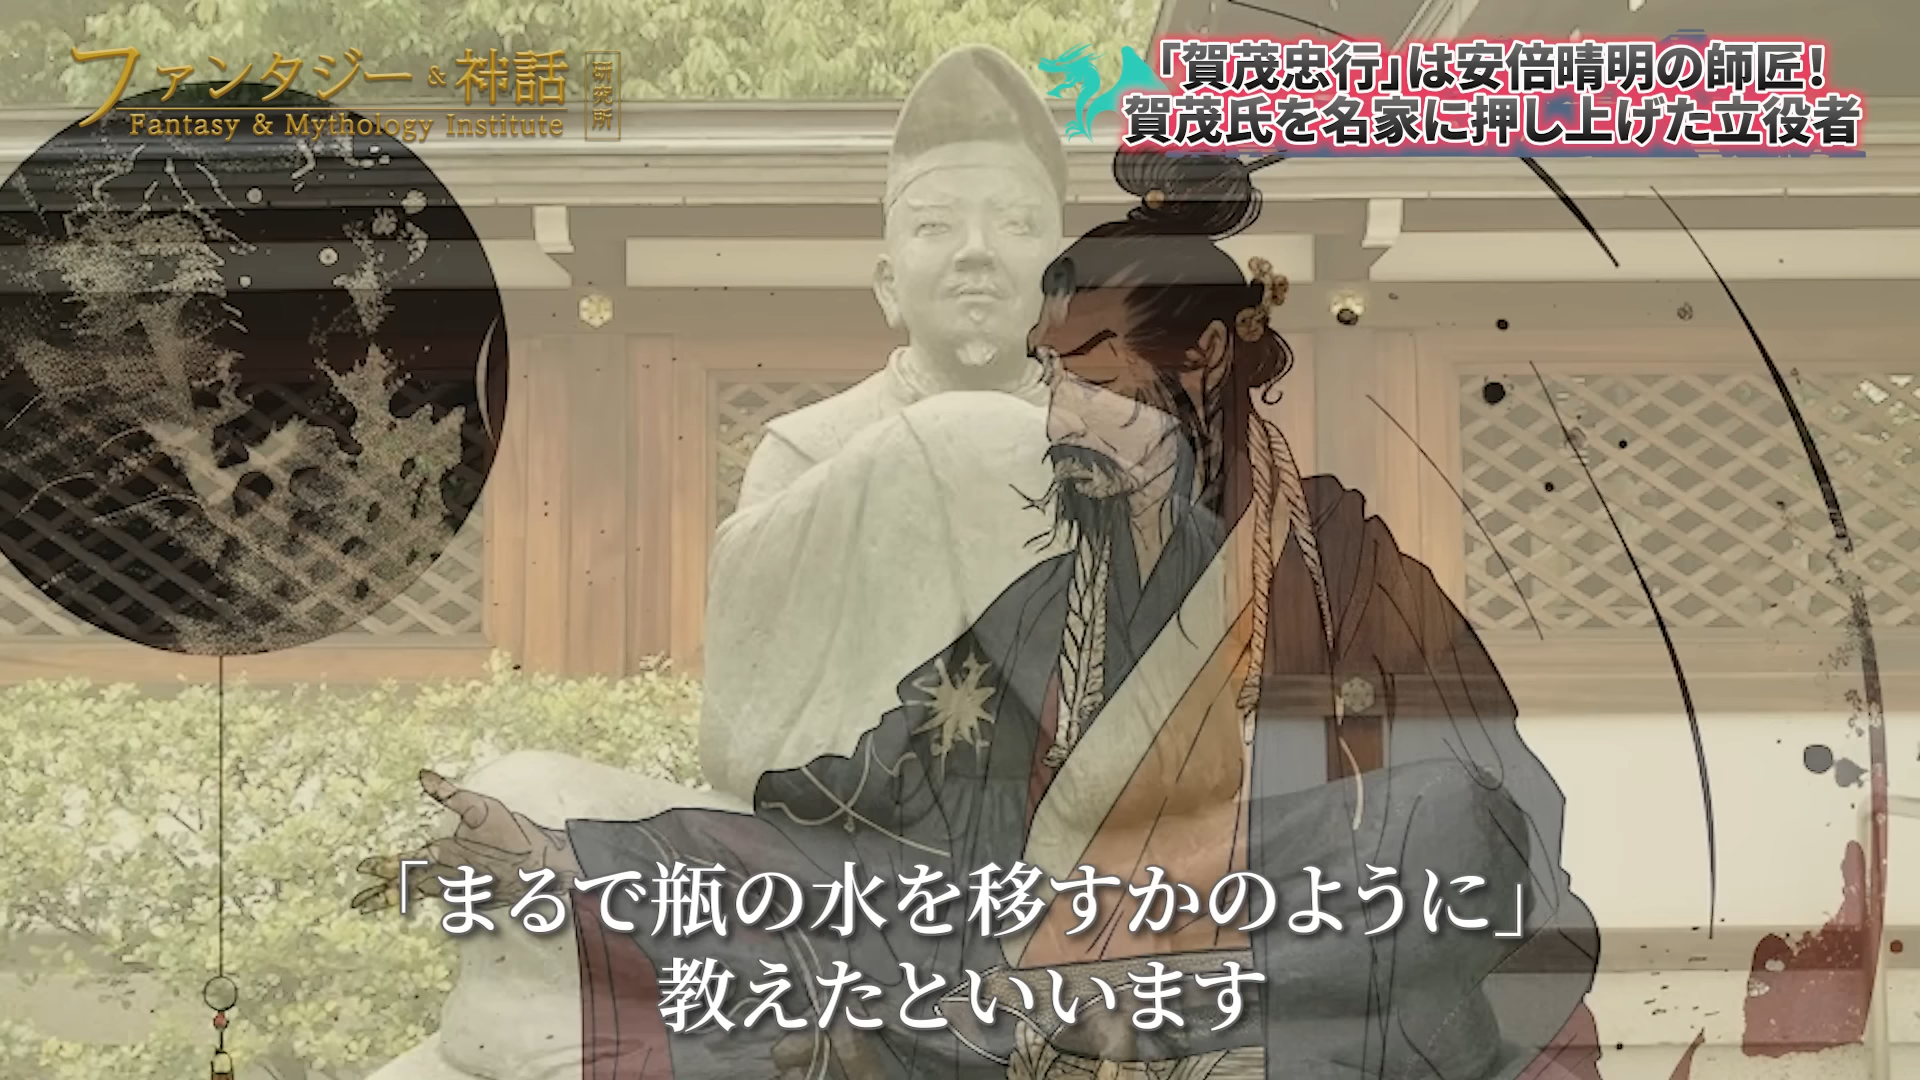 ファンタジー&神話 研究所
Fantasy & Mythology Institute
「賀茂忠行」は安倍晴明の師匠!
賀茂氏を名家に押し上げた立役者
「まるで瓶の水を移すかのように」
教えたといいます